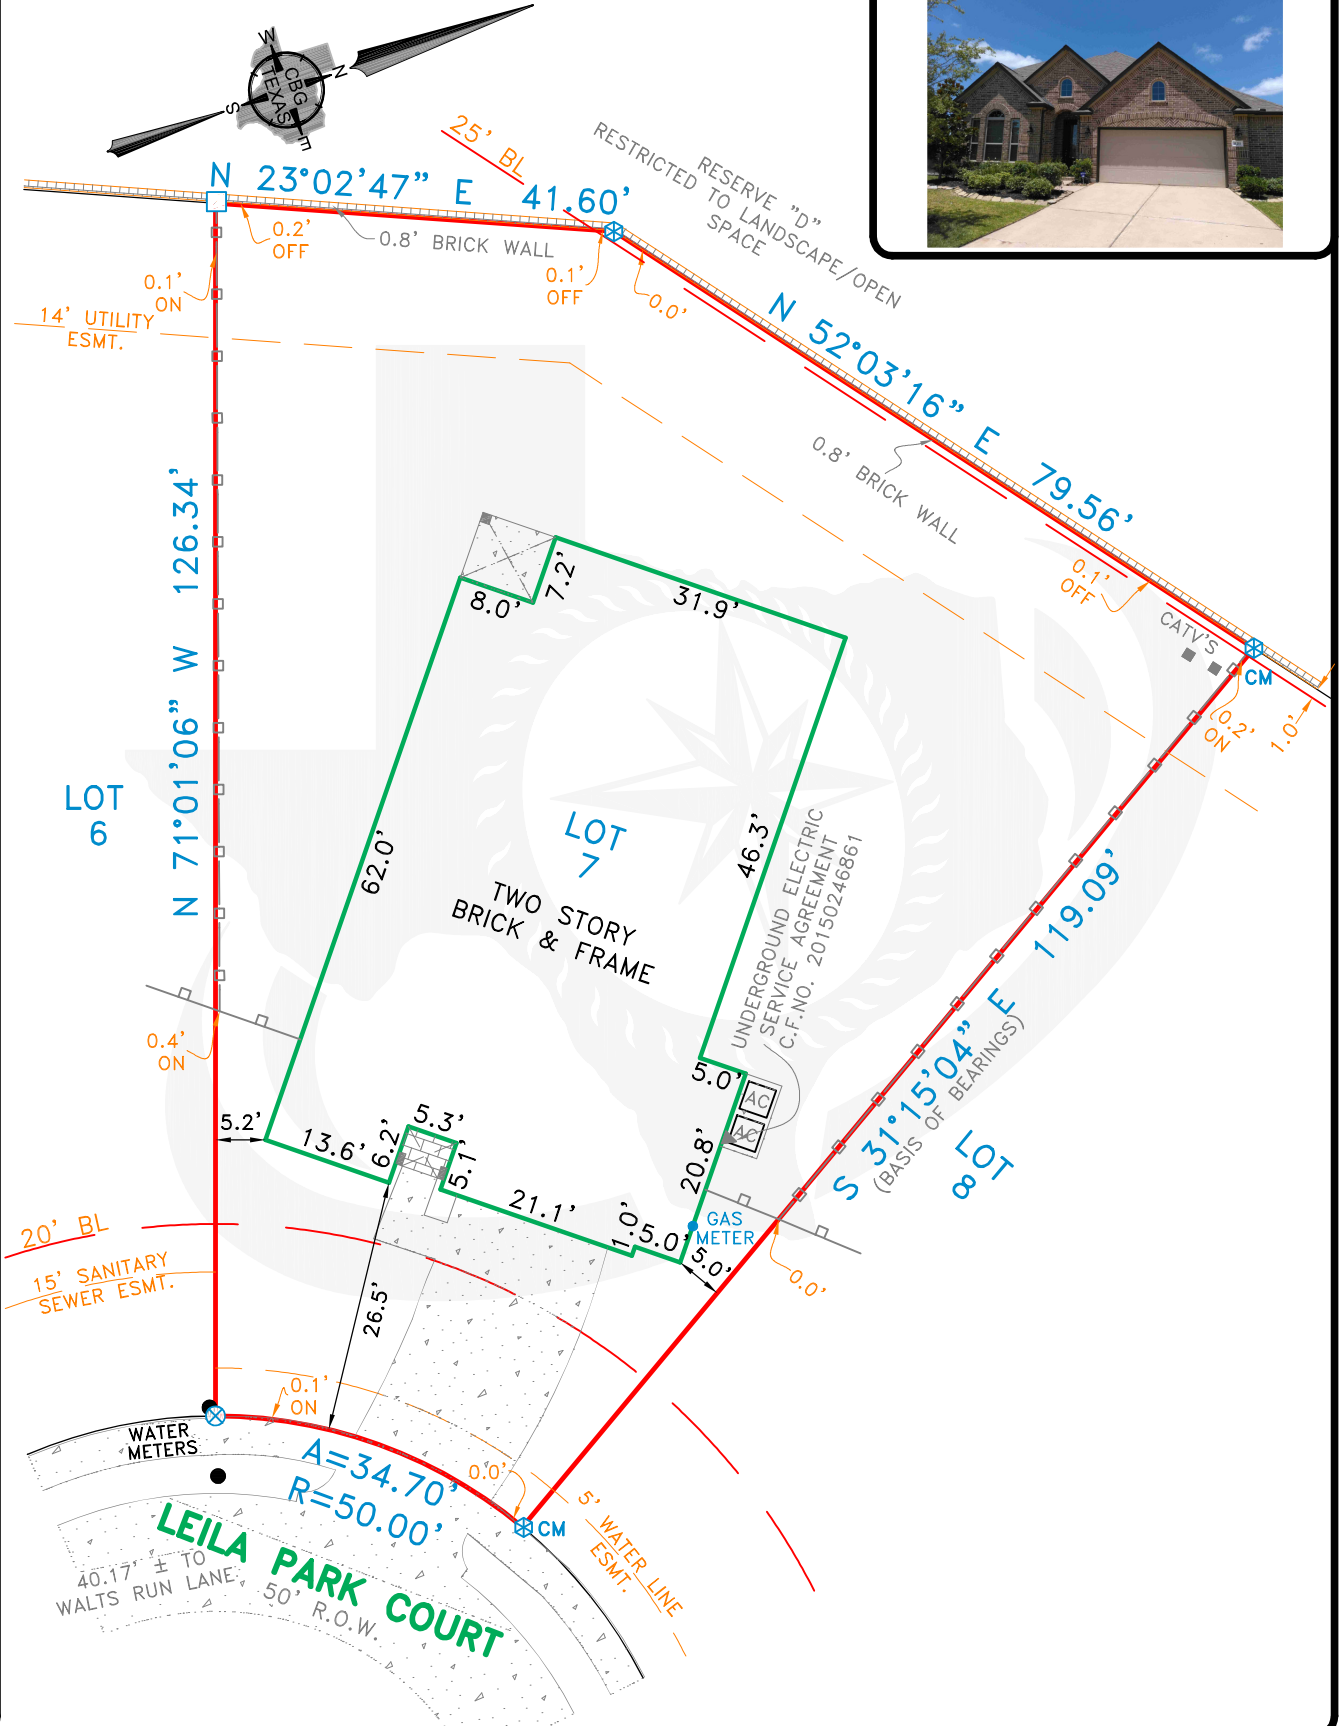 W
N
CBG
TEXAS
S
E
25' BL
N 23°02'47" E 41.60'
RESERVE "D"
RESTRICTED TO LANDSCAPE/OPEN
SPACE
0.2'
OFF
0.8' BRICK WALL
0.1'
ON
0.1'
OFF
0.0'
14' UTILITY
ESMT.
N 52°03'16" E 79.56'
0.8' BRICK WALL
0.1'
OFF
CATV'S
CM
0.2'
ON
1.0'
N 71°01'06" W 126.34'
8.0'
7.2'
31.9'
LOT
6
62.0'
LOT
7
TWO STORY
BRICK & FRAME
46.3'
UNDERGROUND ELECTRIC
SERVICE AGREEMENT
C.F.NO. 20150246861
S 31°15'04" E 119.09'
(BASIS OF BEARINGS)
LOT
8
0.4'
ON
5.0'
AC
AC
5.2'
13.6'
6.2'
5.3'
5.1'
20.8'
21.1'
1.0'
5.0'
GAS
METER
5.0'
0.0'
20' BL
15' SANITARY
SEWER ESMT.
26.5'
0.1'
ON
WATER
METERS
A=34.70'
R=50.00'
0.0'
CM
5' WATER LINE
ESMT.
LEILA PARK COURT
40.17' ± TO
WALTS RUN LANE
50' R.O.W.